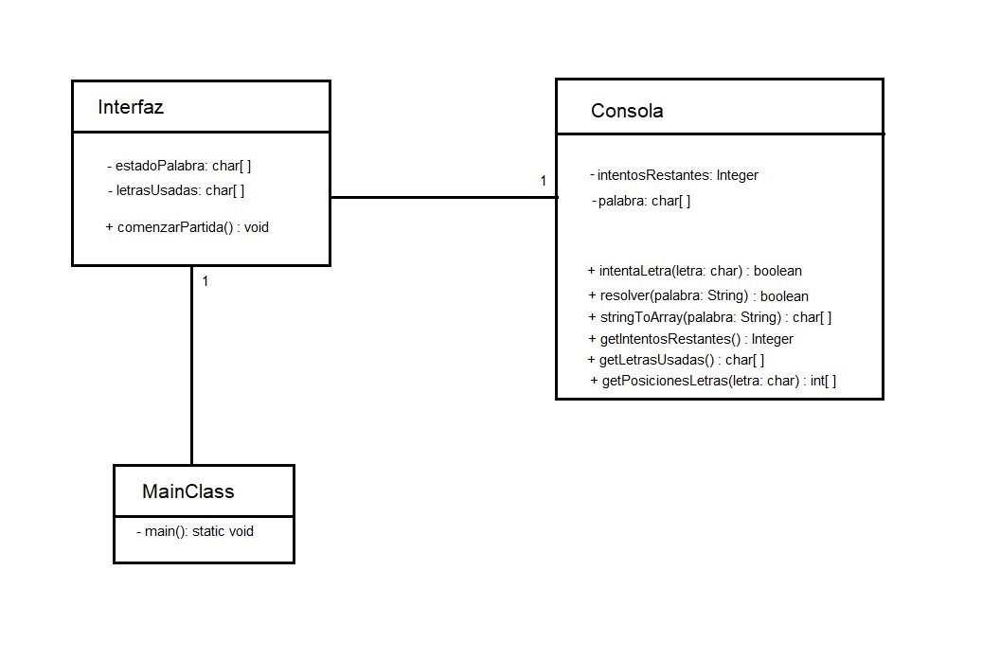 Interfaz
- estadoPalabra: char[ ]
- letrasUsadas: char[ ]
+ comenzarPartida() : void
1
1
Consola
- intentosRestantes: Integer
- palabra: char[ ]
+ intentaLetra(letra: char) : boolean
+ resolver(palabra: String) : boolean
+ stringToArray(palabra: String) : char[ ]
+ getIntentosRestantes() : Integer
+ getLetrasUsadas() : char[ ]
+ getPosicionesLetras(letra: char) : int[ ]
MainClass
- main(): static void